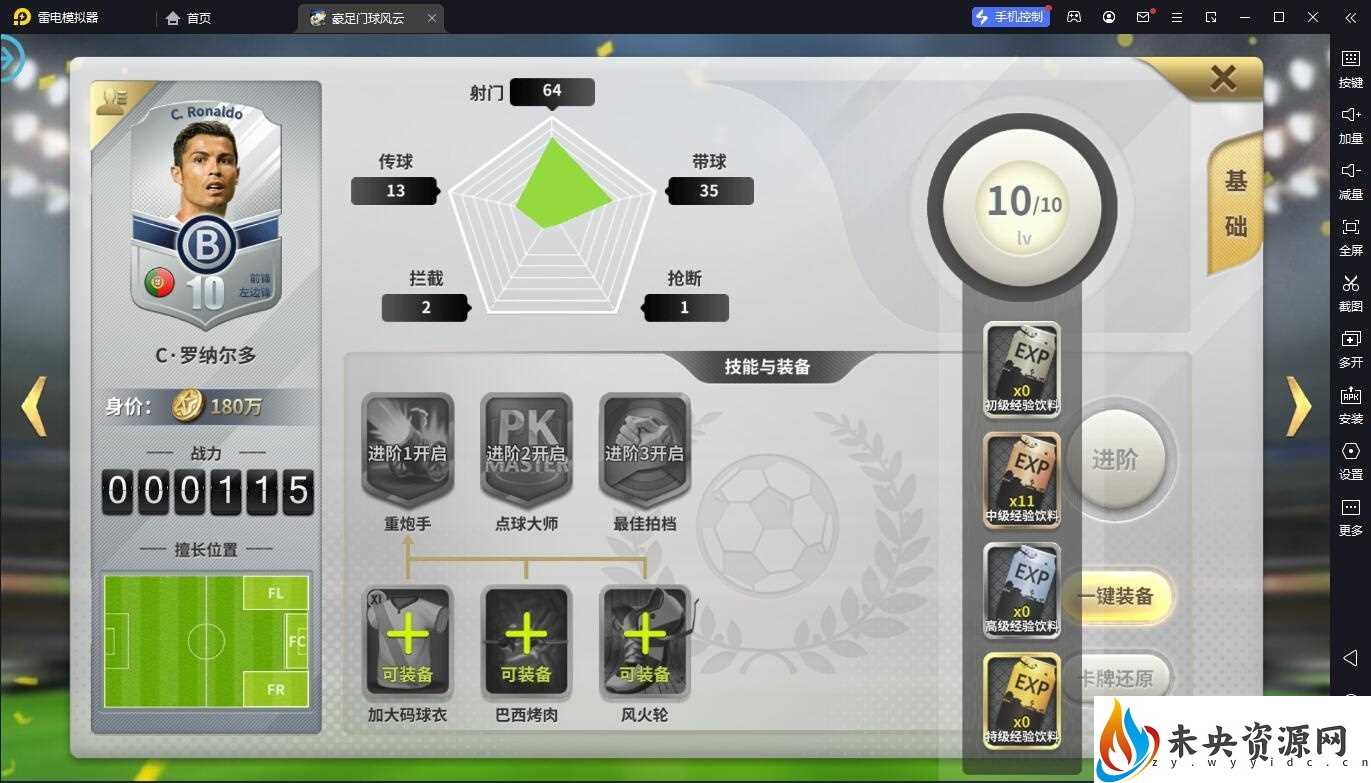 雷电模拟器
首页
豪足门球风云
手机控制
C. Ronaldo
B
10
前锋
左边锋
C·罗纳尔多
身价：
180万
战力
000115
擅长位置
FL
FC
FR
射门
64
传球
13
带球
35
拦截
2
抢断
1
10/10
lv
基础
技能与装备
进阶1开启
PK MASTER
进阶2开启
进阶3开启
重炮手
点球大师
最佳拍档
XI
可装备
可装备
可装备
加大码球衣
巴西烤肉
风火轮
EXP
x0
初级经验饮料
EXP
x11
中级经验饮料
EXP
x0
高级经验饮料
EXP
x0
特级经验饮料
进阶
一键装备
卡牌还原
按键
加量
减量
全屏
截图
多开
APK
安装
设置
更多
未央资源网
zy.wyyidc.cn